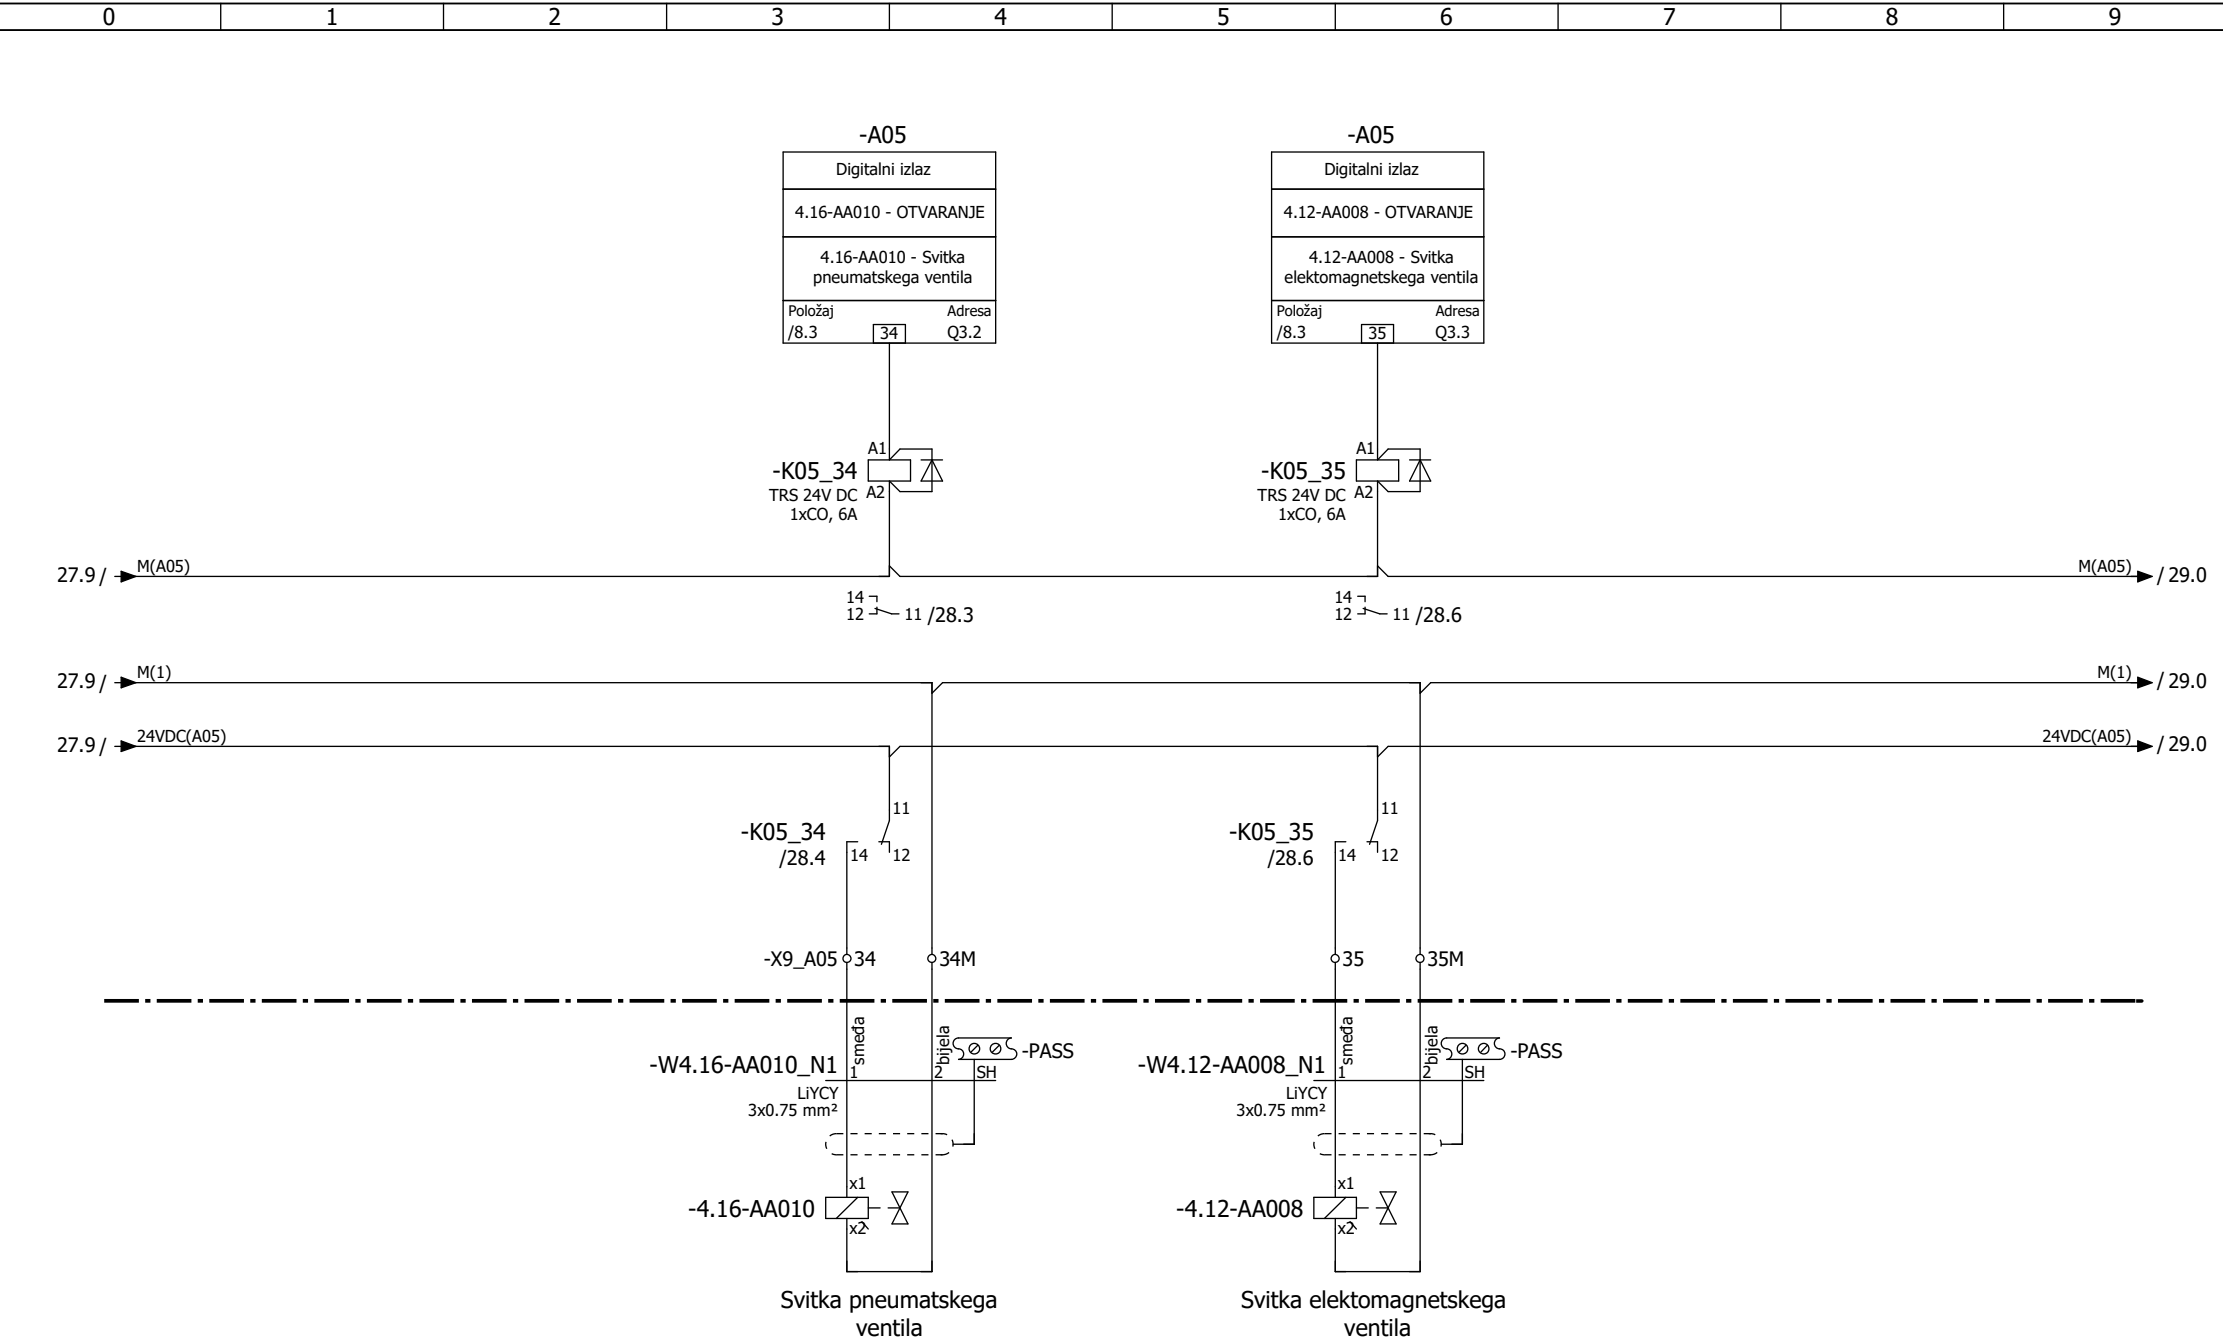 0 1 2 3 4 5 6 7 8 9
-A05
Digitalni izlaz
4.16-AA010 - OTVARANJE
4.16-AA010 - Svitka
pneumatskega ventila
Položaj Adresa
/8.3 34 Q3.2
-A05
Digitalni izlaz
4.12-AA008 - OTVARANJE
4.12-AA008 - Svitka
elektomagnetskega ventila
Položaj Adresa
/8.3 35 Q3.3
A1
-K05_34
TRS 24V DC A2
1xCO, 6A
A1
-K05_35
TRS 24V DC A2
1xCO, 6A
27.9 / M(A05) M(A05) / 29.0
14
12 11 /28.3
14
12 11 /28.6
27.9 / M(1) M(1) / 29.0
27.9 / 24VDC(A05) 24VDC(A05) / 29.0
11
-K05_34
/28.4 14 12
11
-K05_35
/28.6 14 12
-X9_A05 34 34M 35 35M
smeđa bijela
-PASS
-W4.16-AA010_N1 1 2 SH
LiYCY
3x0.75 mm²
smeđa bijela
-PASS
-W4.12-AA008_N1 1 2 SH
LiYCY
3x0.75 mm²
x1
-4.16-AA010
x2
x1
-4.12-AA008
x2
Svitka pneumatskega
ventila
Svitka elektomagnetskega
ventila